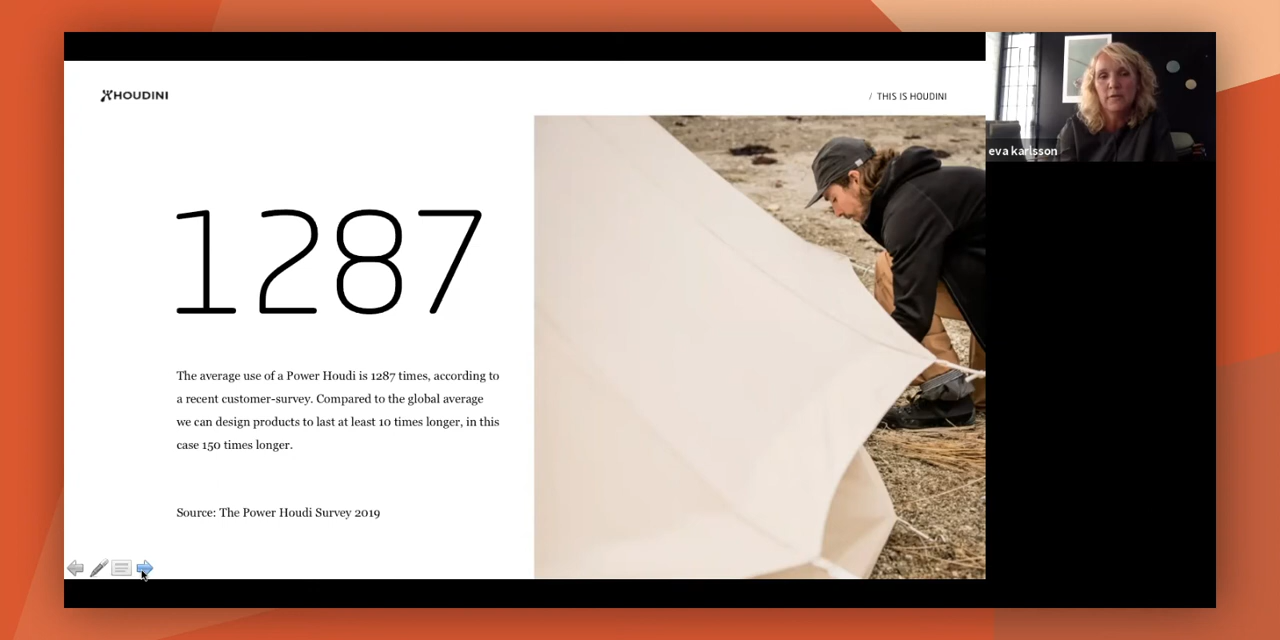 HOUDINI
/ THIS IS HOUDINI
eva karlsson
1287
The average use of a Power Houdi is 1287 times, according to
a recent customer-survey. Compared to the global average
we can design products to last at least 10 times longer, in this
case 150 times longer.
Source: The Power Houdi Survey 2019